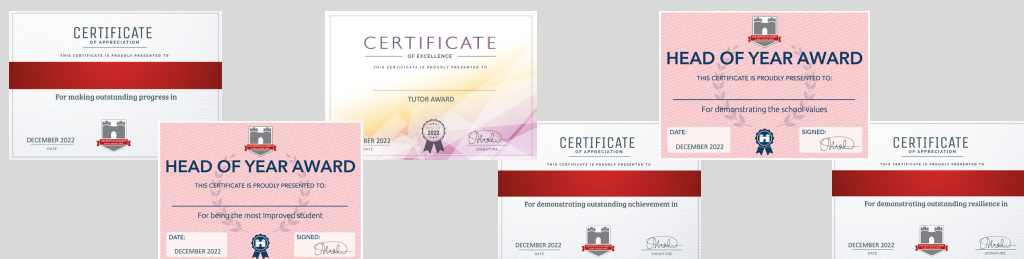 CERTIFICATE
OF APPRECIATION
THIS CERTIFICATE IS PROUDLY PRESENTED TO
For making outstanding progress in
DECEMBER 2022
DATE
HEAD OF YEAR AWARD
THIS CERTIFICATE IS PROUDLY PRESENTED TO:
For being the most improved student
DATE:
DECEMBER 2022
SIGNED:
CERTIFICATE
OF EXCELLENCE
THIS CERTIFICATE IS PROUDLY PRESENTED TO
TUTOR AWARD
BER 2022
DATE
2022
SIGNATURE
CERTIFICATE
OF APPRECIATION
THIS CERTIFICATE IS PROUDLY PRESENTED TO
For demonstrating outstanding achievement in
DECEMBER 2022
DATE
SIGNATURE
HEAD OF YEAR AWARD
THIS CERTIFICATE IS PROUDLY PRESENTED TO:
For demonstrating the school values
DATE:
DECEMBER 2022
SIGNED:
CERTIFICATE
OF APPRECIATION
THIS CERTIFICATE IS PROUDLY PRESENTED TO
For demonstrating outstanding resilience in
DECEMBER 2022
DATE
SIGNATURE